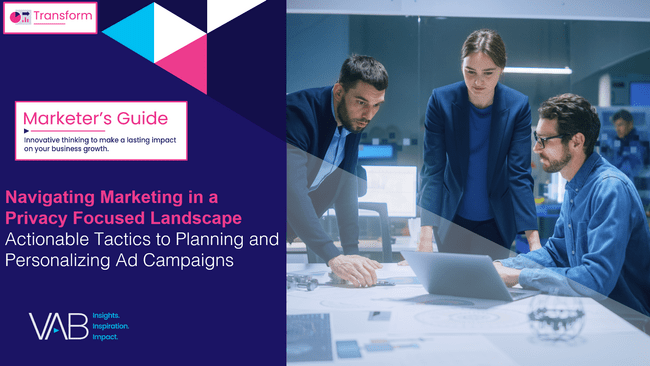 Transform
Marketer's Guide
Innovative thinking to make a lasting impact
on your business growth.
Navigating Marketing in a
Privacy Focused Landscape
Actionable Tactics to Planning and
Personalizing Ad Campaigns
VAB
Insights.
Inspiration.
Impact.